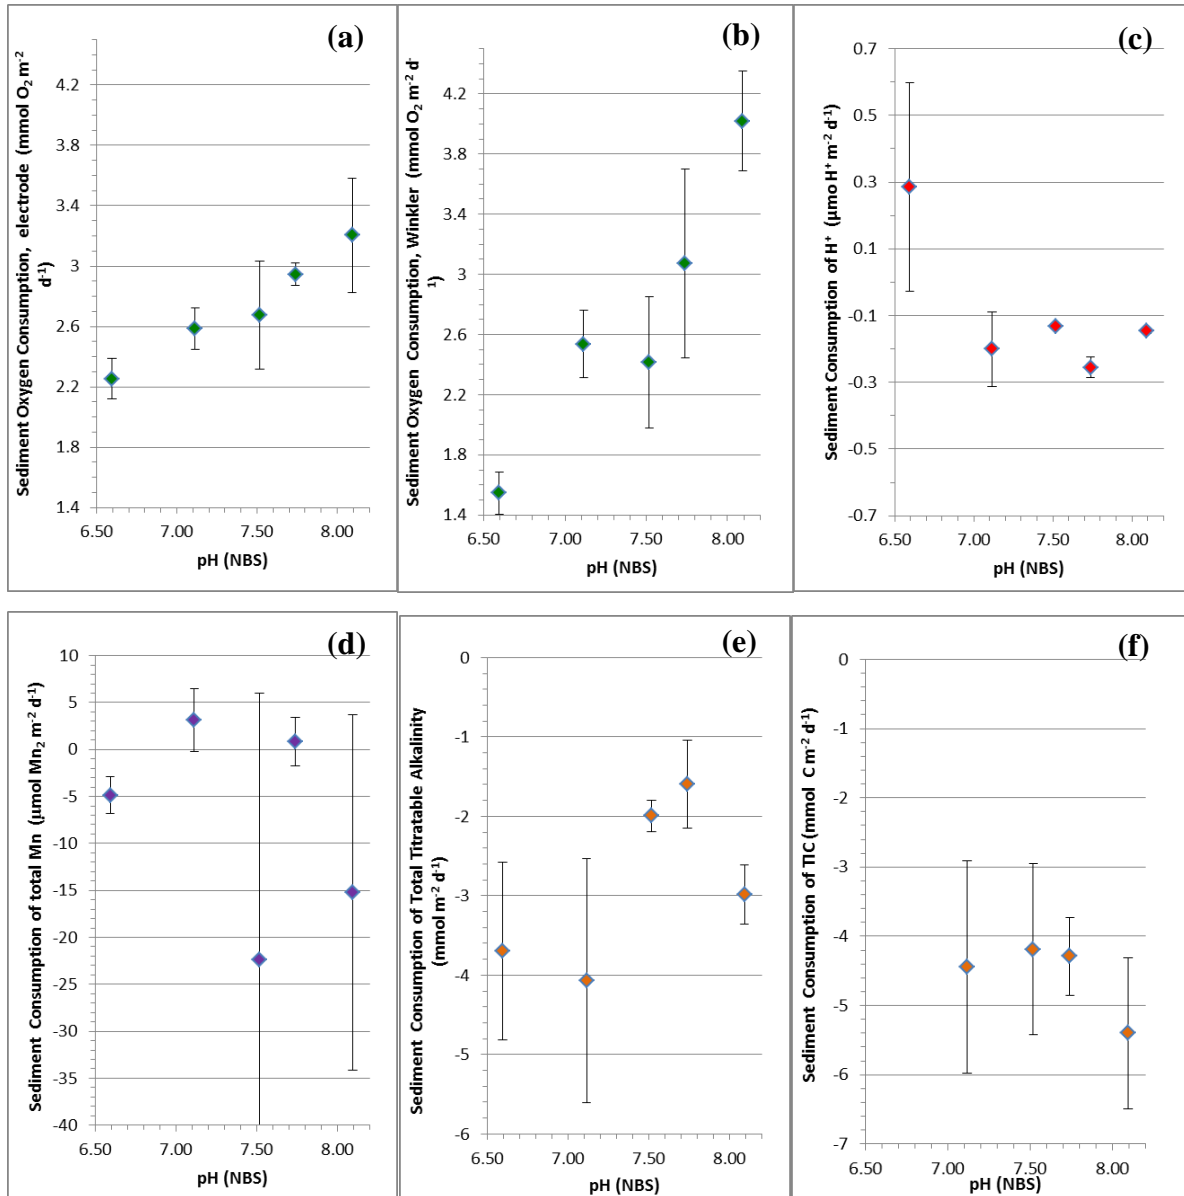 (a)
Sediment Oxygen Consumption, electrode (mmol O₂ m⁻²
d⁻¹)
4.2
3.8
3.4
3
2.6
2.2
1.8
1.4
6.50 7.00 7.50 8.00
pH (NBS)
(b)
Sediment Oxygen Consumption, Winkler (mmol O₂ m⁻² d⁻
¹)
4.2
3.8
3.4
3
2.6
2.2
1.8
1.4
6.50 7.00 7.50 8.00
pH (NBS)
(c)
Sediment Consumption of H⁺ (µmo H⁺ m⁻² d⁻¹)
0.7
0.5
0.3
0.1
-0.1
-0.3
-0.5
-0.7
6.50 7.00 7.50 8.00
pH (NBS)
(d)
Sediment Consumption of total Mn (µmol Mn₂ m⁻² d⁻¹)
10
5
0
-5
-10
-15
-20
-25
-30
-35
-40
6.50 7.00 7.50 8.00
pH (NBS)
(e)
Sediment Consumption of Total Titratable Alkalinity
(mmol m⁻² d⁻¹)
0
-1
-2
-3
-4
-5
-6
6.50 7.00 7.50 8.00
pH (NBS)
(f)
Sediment Consumption of TIC (mmol C m⁻² d⁻¹)
0
-1
-2
-3
-4
-5
-6
-7
6.50 7.00 7.50 8.00
pH (NBS)